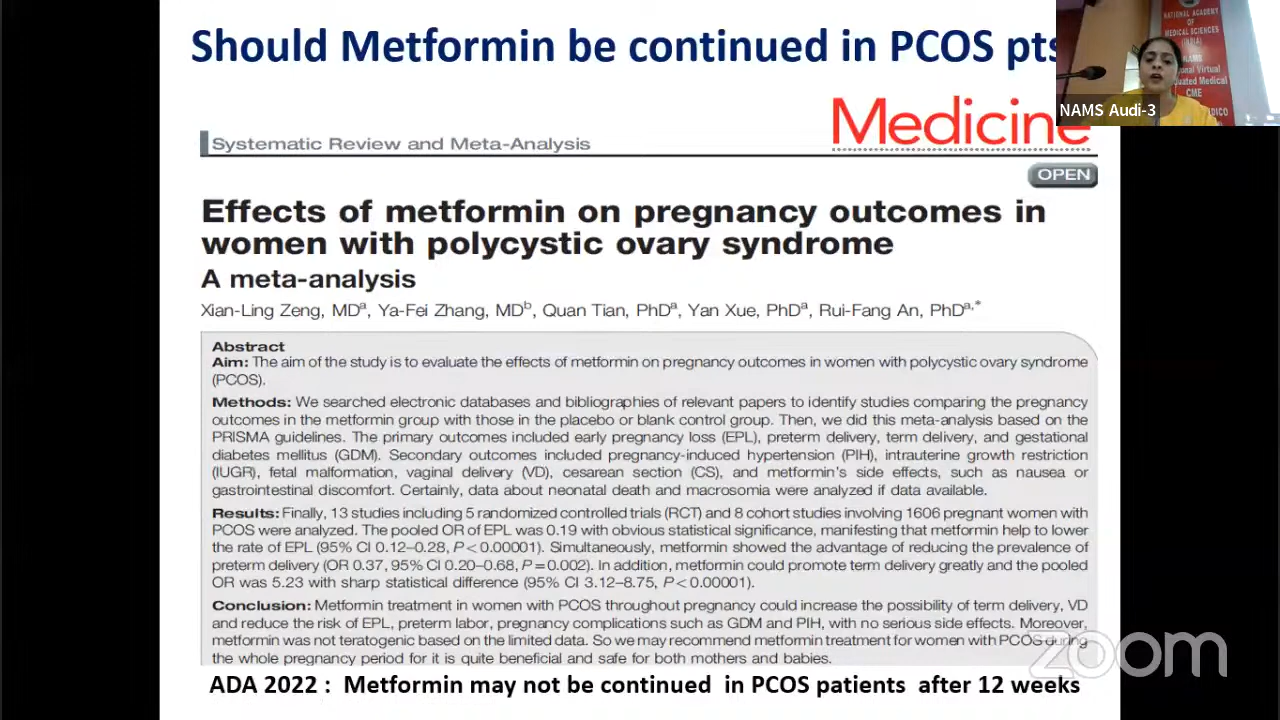 Should Metformin be continued in PCOS pts
NATIONAL ACADEMY
OF
MEDICAL SCIENCES
(INDIA)
NAMS
onal Virtual
uated Medical
CME
NAMS Audi-3
Medicine
Systematic Review and Meta-Analysis
OPEN
Effects of metformin on pregnancy outcomes in
women with polycystic ovary syndrome
A meta-analysis
Xian-Ling Zeng, MDa, Ya-Fei Zhang, MDb, Quan Tian, PhDa, Yan Xue, PhDa, Rui-Fang An, PhDa,*
Abstract
Aim: The aim of the study is to evaluate the effects of metformin on pregnancy outcomes in women with polycystic ovary syndrome
(PCOS).
Methods: We searched electronic databases and bibliographies of relevant papers to identify studies comparing the pregnancy
outcomes in the metformin group with those in the placebo or blank control group. Then, we did this meta-analysis based on the
PRISMA guidelines. The primary outcomes included early pregnancy loss (EPL), preterm delivery, term delivery, and gestational
diabetes mellitus (GDM). Secondary outcomes included pregnancy-induced hypertension (PIH), intrauterine growth restriction
(IUGR), fetal malformation, vaginal delivery (VD), cesarean section (CS), and metformin's side effects, such as nausea or
gastrointestinal discomfort. Certainly, data about neonatal death and macrosomia were analyzed if data available.
Results: Finally, 13 studies including 5 randomized controlled trials (RCT) and 8 cohort studies involving 1606 pregnant women with
PCOS were analyzed. The pooled OR of EPL was 0.19 with obvious statistical significance, manifesting that metformin help to lower
the rate of EPL (95% CI 0.12–0.28, P<0.00001). Simultaneously, metformin showed the advantage of reducing the prevalence of
preterm delivery (OR 0.37, 95% CI 0.20–0.68, P=0.002). In addition, metformin could promote term delivery greatly and the pooled
OR was 5.23 with sharp statistical difference (95% CI 3.12–8.75, P<0.00001).
Conclusion: Metformin treatment in women with PCOS throughout pregnancy could increase the possibility of term delivery, VD
and reduce the risk of EPL, preterm labor, pregnancy complications such as GDM and PIH, with no serious side effects. Moreover,
metformin was not teratogenic based on the limited data. So we may recommend metformin treatment for women with PCOS during
the whole pregnancy period for it is quite beneficial and safe for both mothers and babies.
zoom
ADA 2022 : Metformin may not be continued in PCOS patients after 12 weeks